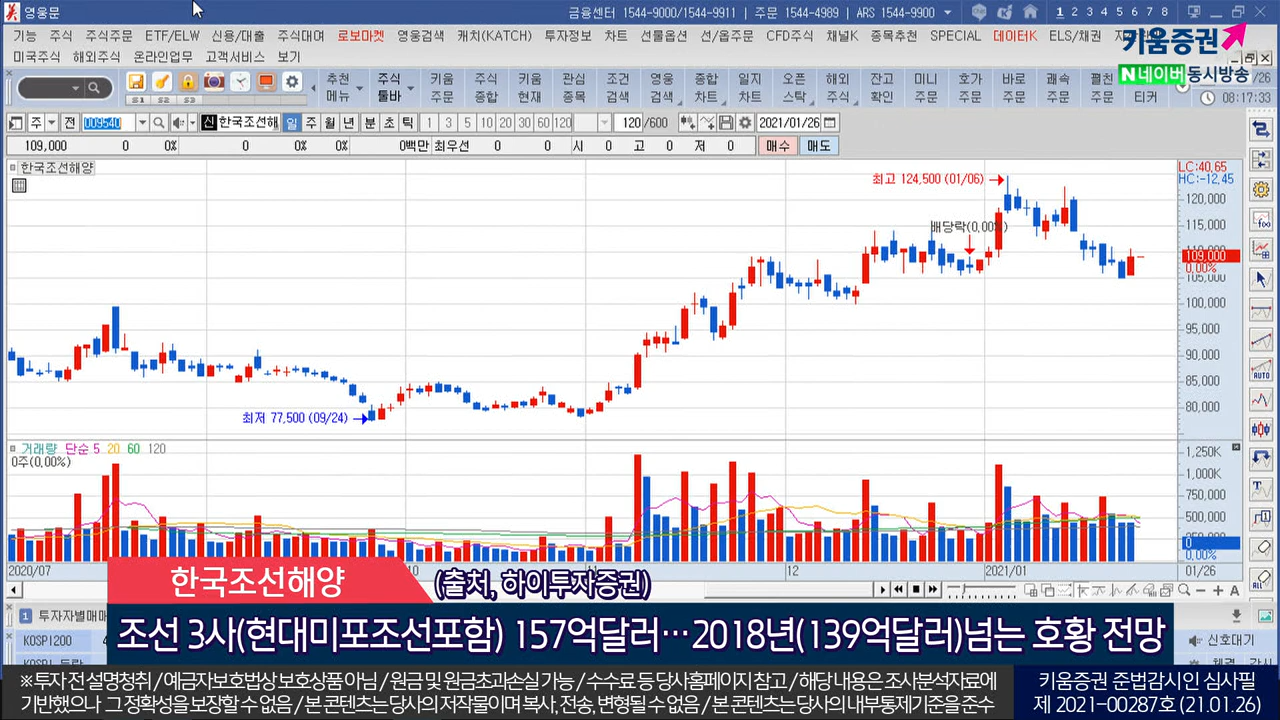 영웅문
금융센터 1544-9000/1544-9911 | 주문 1544-4989 | ARS 1544-9900
1 2 3 4 5 6 7 8
기능 주식 주식주문 ETF/ELW 신용/대출 주식대여 로보마켓 영웅검색 캐치(KATCH) 투자정보 차트 선물옵션 선/옵주문 CFD주식 채널K 종목추천 SPECIAL 데이터K ELS/채권
키움증권
미국주식 해외주식 온라인업무 고객서비스 보기
N 네이버 동시방송
추천 메뉴
주식 툴바
키움 주문
주식 종합
키움 현재
관심 종목
조건 검색
영웅 검색
종합 차트
일지 차트
오픈 스탁
해외 주식
잔고 확인
미니 주문
호가 주문
바로 주문
쾌속 주문
펼친 주문
티커
S1 S2 S3 S4
/26
08:17:33
주 전 009540 신 한국조선해 일 주 월 년 분 초 틱 1 3 5 10 20 30 60 120 120 /600 2021/01/26
109,000 0 0% 0 0% 0% 0백만 최우선 0 0 시 0 고 0 저 0 매수 매도
한국조선해양
LC:40.65
HC:-12.45
최고 124,500 (01/06)
120,000
배당락(0.00%)
115,000
110,000
109,000
0.00%
105,000
100,000
95,000
90,000
85,000
80,000
최저 77,500 (09/24)
거래량 단순 5 20 60 120
0주(0.00%)
1,250K
1,000K
750,000
500,000
250,000
0
0.00%
2020/07
10
11
12
2021/01
01/26
AUTO
ALL
한국조선해양
(출처, 하이투자증권)
1 투자자별매매
조선 3사(현대미포조선포함) 157억달러…2018년(139억달러)넘는 호황 전망
KOSPI200
신호대기
※ 투자 전 설명청취 / 예금자보호법상 보호상품 아님 / 원금 및 원금초과손실 가능 / 수수료 등 당사홈페이지 참고 / 해당 내용은 조사분석자료에
기반했으나 그 정확성을 보장할 수 없음 / 본 콘텐츠는 당사의 저작물이며 복사, 전송, 변형될 수 없음 / 본 콘텐츠는 당사의 내부통제기준을 준수
키움증권 준법감시인 심사필
제 2021-00287호 (21.01.26)